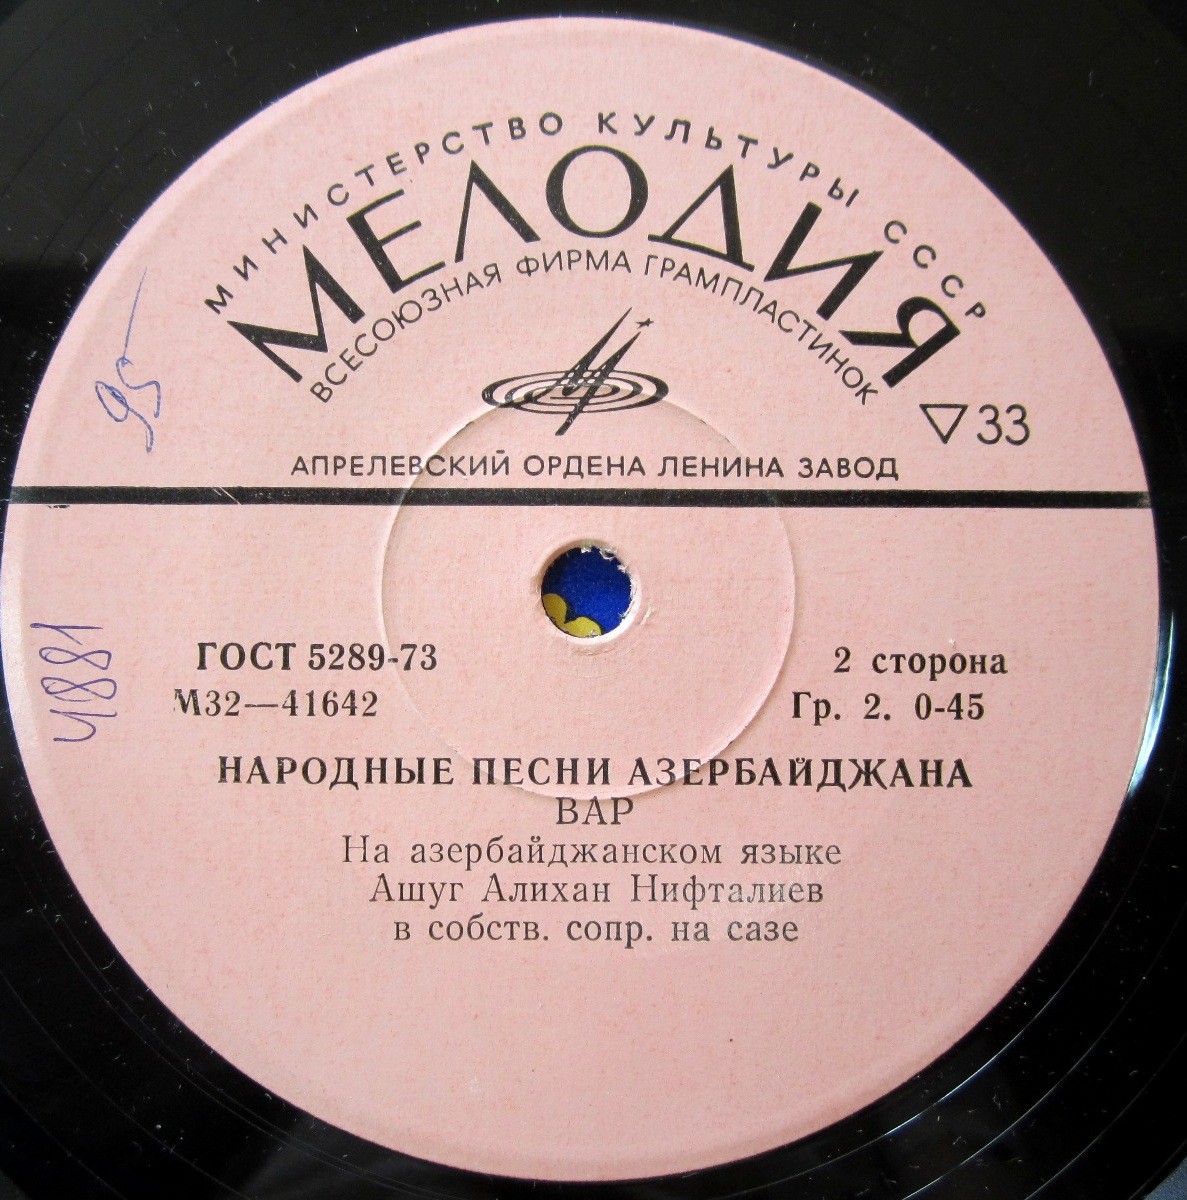 МИНИСТЕРСТВО КУЛЬТУРЫ СССР
МЕЛОДИЯ
ВСЕСОЮЗНАЯ ФИРМА ГРАМПЛАСТИНОК
▽33
АПРЕЛЕВСКИЙ ОРДЕНА ЛЕНИНА ЗАВОД
95-
4881
ГОСТ 5289-73
2 сторона
М32—41642
Гр. 2. 0-45
НАРОДНЫЕ ПЕСНИ АЗЕРБАЙДЖАНА
ВАР
На азербайджанском языке
Ашуг Алихан Нифталиев
в собств. сопр. на сазе